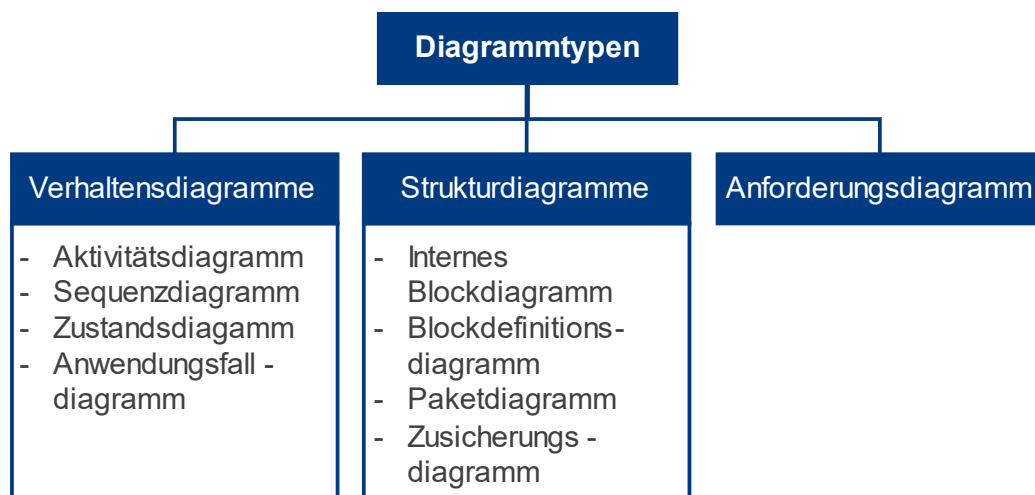 Diagrammtypen
Verhaltensdiagramme
- Aktivitätsdiagramm
- Sequenzdiagramm
- Zustandsdiagamm
- Anwendungsfall -
diagramm
Strukturdiagramme
- Internes
Blockdiagramm
- Blockdefinitions-
diagramm
- Paketdiagramm
- Zusicherungs -
diagramm
Anforderungsdiagramm